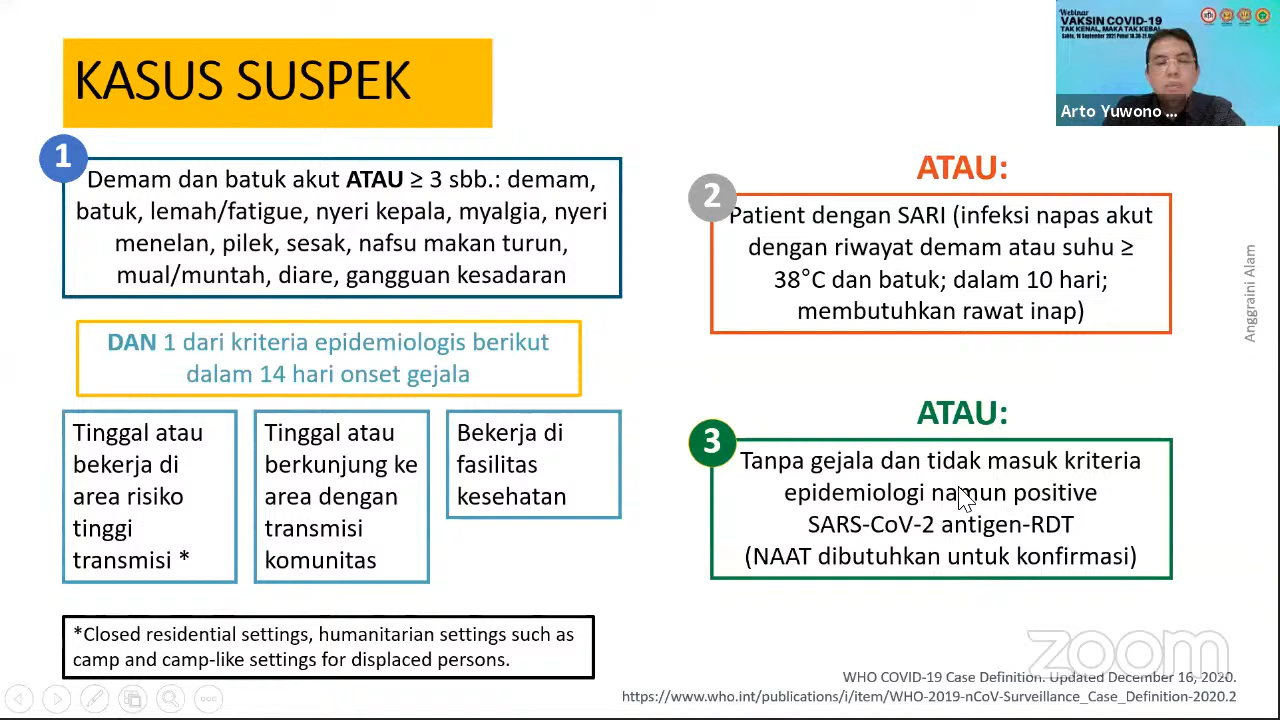 KASUS SUSPEK
1
Demam dan batuk akut ATAU ≥ 3 sbb.: demam,
batuk, lemah/fatigue, nyeri kepala, myalgia, nyeri
menelan, pilek, sesak, nafsu makan turun,
mual/muntah, diare, gangguan kesadaran
DAN 1 dari kriteria epidemiologis berikut
dalam 14 hari onset gejala
Tinggal atau
bekerja di
area risiko
tinggi
transmisi *
Tinggal atau
berkunjung ke
area dengan
transmisi
komunitas
Bekerja di
fasilitas
kesehatan
*Closed residential settings, humanitarian settings such as
camp and camp-like settings for displaced persons.
ATAU:
2
Patient dengan SARI (infeksi napas akut
dengan riwayat demam atau suhu ≥
38°C dan batuk; dalam 10 hari;
membutuhkan rawat inap)
ATAU:
3
Tanpa gejala dan tidak masuk kriteria
epidemiologi namun positive
SARS-CoV-2 antigen-RDT
(NAAT dibutuhkan untuk konfirmasi)
Anggraini Alam
WHO COVID-19 Case Definition. Updated December 16, 2020.
https://www.who.int/publications/i/item/WHO-2019-nCoV-Surveillance_Case_Definition-2020.2
zoom
Webinar
VAKSIN COVID-19
TAK KENAL, MAKA TAK KEBAL
Arto Yuwono ...